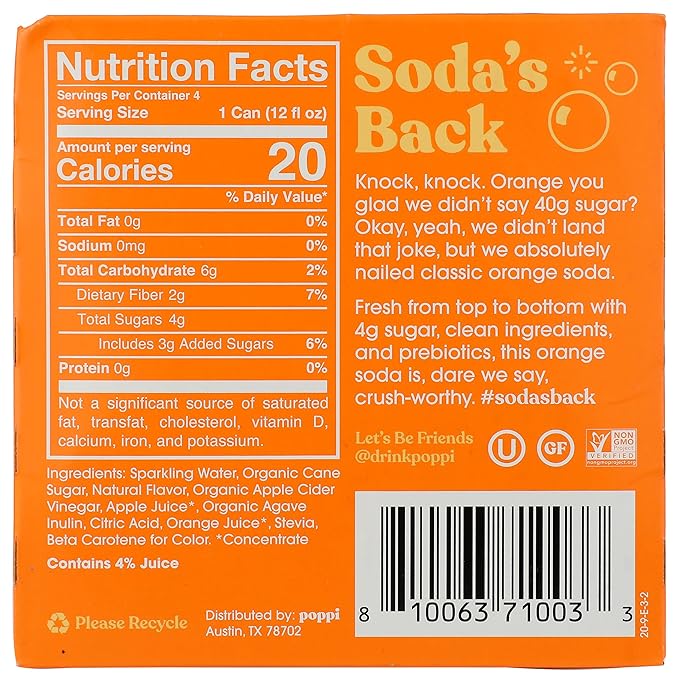 Nutrition Facts
Servings Per Container 4
Serving Size 1 Can (12 fl oz)
Amount per serving
Calories 20
% Daily Value*
Total Fat 0g 0%
Sodium 0mg 0%
Total Carbohydrate 6g 2%
Dietary Fiber 2g 7%
Total Sugars 4g
Includes 3g Added Sugars 6%
Protein 0g 0%
Not a significant source of saturated
fat, transfat, cholesterol, vitamin D,
calcium, iron, and potassium.
Ingredients: Sparkling Water, Organic Cane
Sugar, Natural Flavor, Organic Apple Cider
Vinegar, Apple Juice*, Organic Agave
Inulin, Citric Acid, Orange Juice*, Stevia,
Beta Carotene for Color. *Concentrate
Contains 4% Juice
Please Recycle
Distributed by: poppi
Austin, TX 78702
Soda's
Back
Knock, knock. Orange you
glad we didn't say 40g sugar?
Okay, yeah, we didn't land
that joke, but we absolutely
nailed classic orange soda.
Fresh from top to bottom with
4g sugar, clean ingredients,
and prebiotics, this orange
soda is, dare we say,
crush-worthy. #sodasback
Let's Be Friends
@drinkpoppi
U
GF
NON
GMO
Project
VERIFIED
nongmoproject.org
8 10063 71003 3
20-9-E-3-2